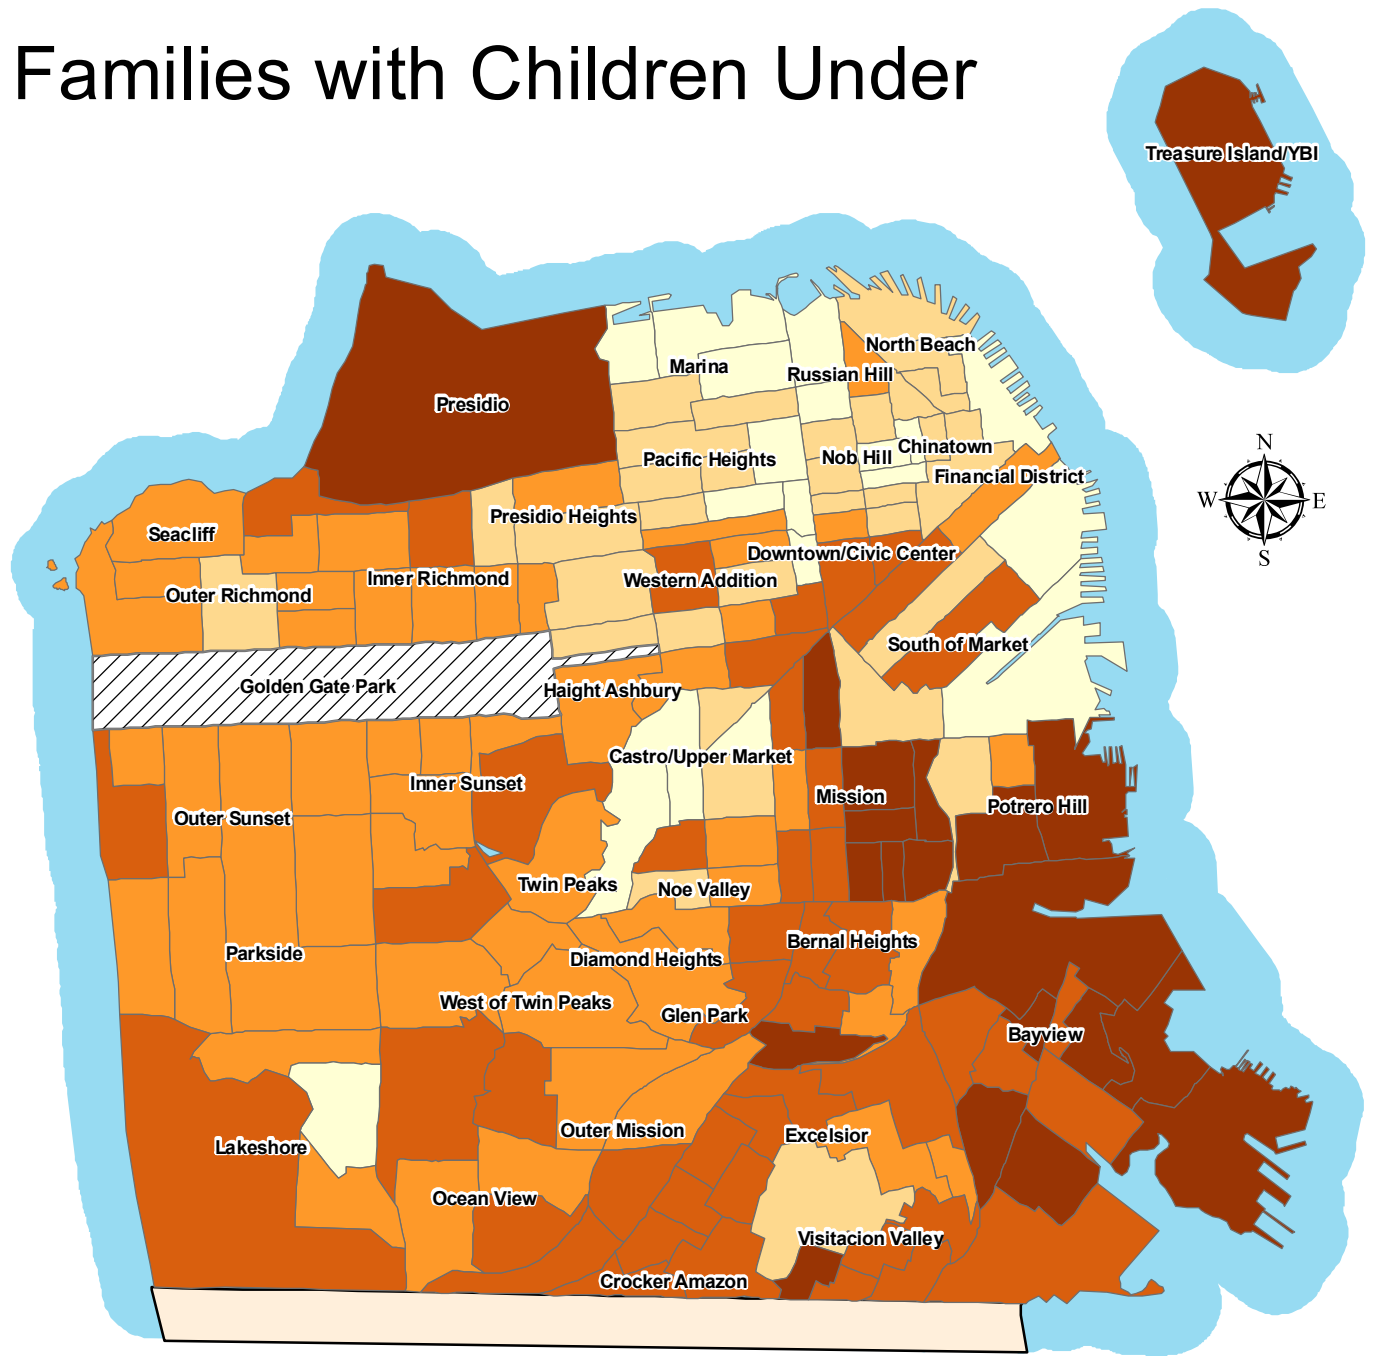 Families with Children Under
Treasure Island/YBI
North Beach
Marina
Russian Hill
Presidio
N
Chinatown
Pacific Heights
Nob Hill
Financial District
W
E
Presidio Heights
Seacliff
Downtown/Civic Center
S
Inner Richmond
Western Addition
Outer Richmond
South of Market
Golden Gate Park
Haight Ashbury
Castro/Upper Market
Inner Sunset
Mission
Potrero Hill
Outer Sunset
Twin Peaks
Noe Valley
Bernal Heights
Parkside
Diamond Heights
West of Twin Peaks
Glen Park
Bayview
Outer Mission
Excelsior
Lakeshore
Ocean View
Visitacion Valley
Crocker Amazon